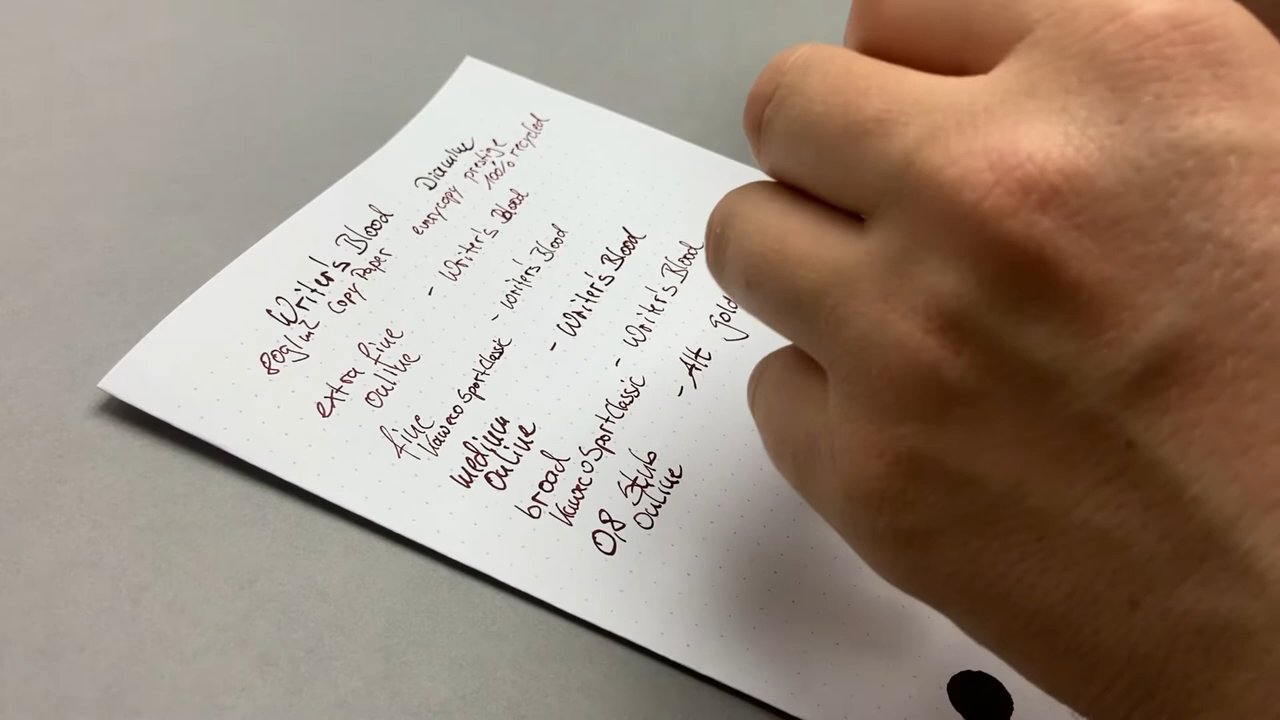 Writer's Blood Diamine
80g/m2 Copy Paper everycopy prestige
100% recycled
extra fine - Writer's Blood
Online
fine - Writer's Blood
Kaweco Sport Classic
medium - Writer's Blood
Online
broad - Writer's Blood
Kaweco Sport Classic
0,8 Stub - Alt Gold
Online